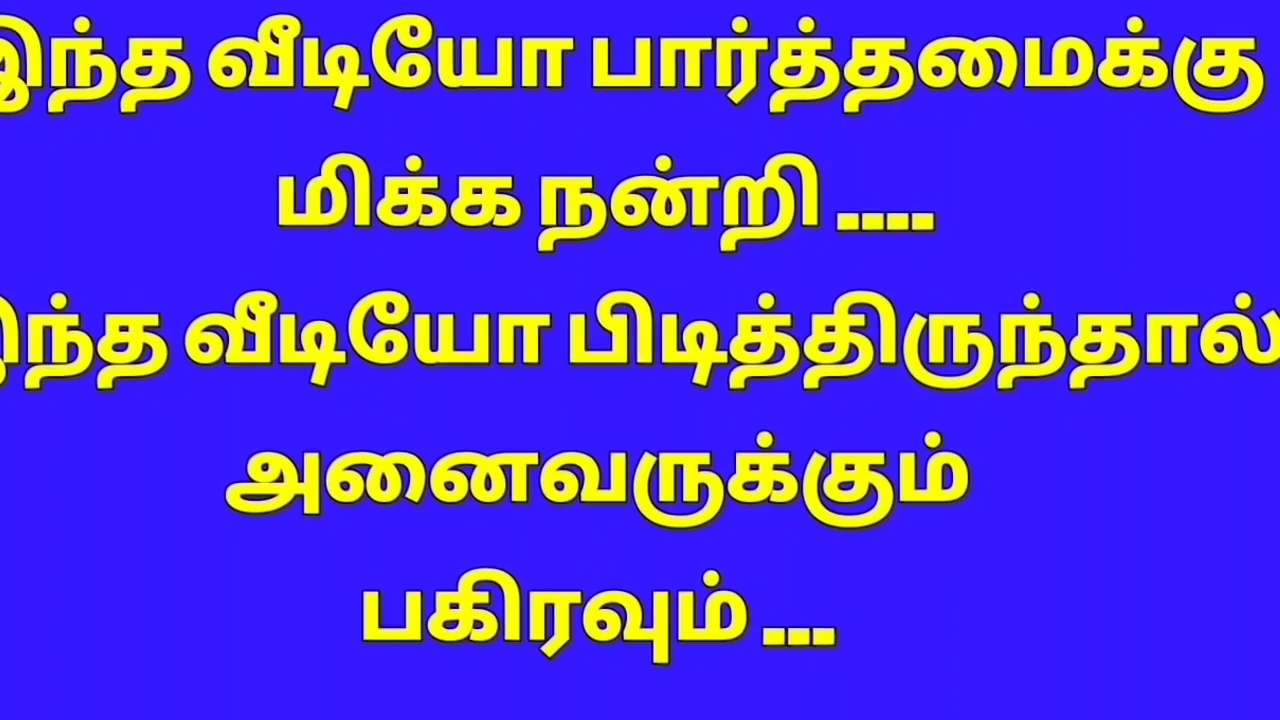 இந்த வீடியோ பார்த்தமைக்கு
மிக்க நன்றி ....
இந்த வீடியோ பிடித்திருந்தால்
அனைவருக்கும்
பகிரவும் ...